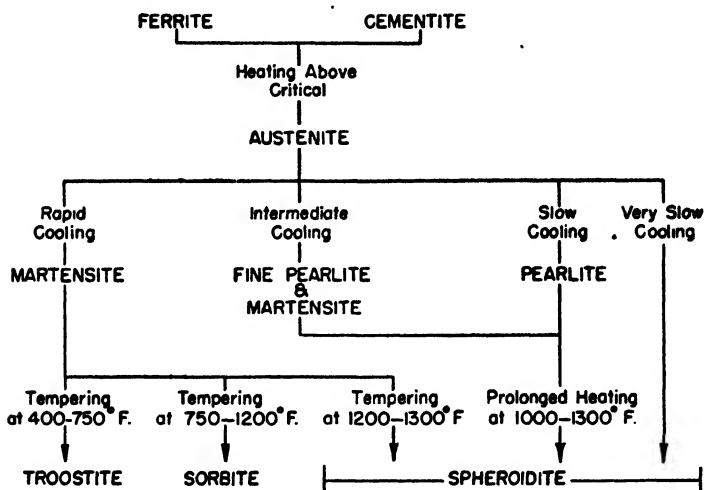 FERRITE CEMENTITE
Heating Above
Critical
AUSTENITE
Rapid Intermediate Slow Very Slow
Cooling Cooling Cooling Cooling
MARTENSITE FINE PEARLITE PEARLITE
&
MARTENSITE
Tempering Tempering Tempering Prolonged Heating
at 400-750° F. at 750-1200° F. at 1200-1300° F. at 1000-1300° F.
TROOSTITE SORBITE SPHEROIDITE